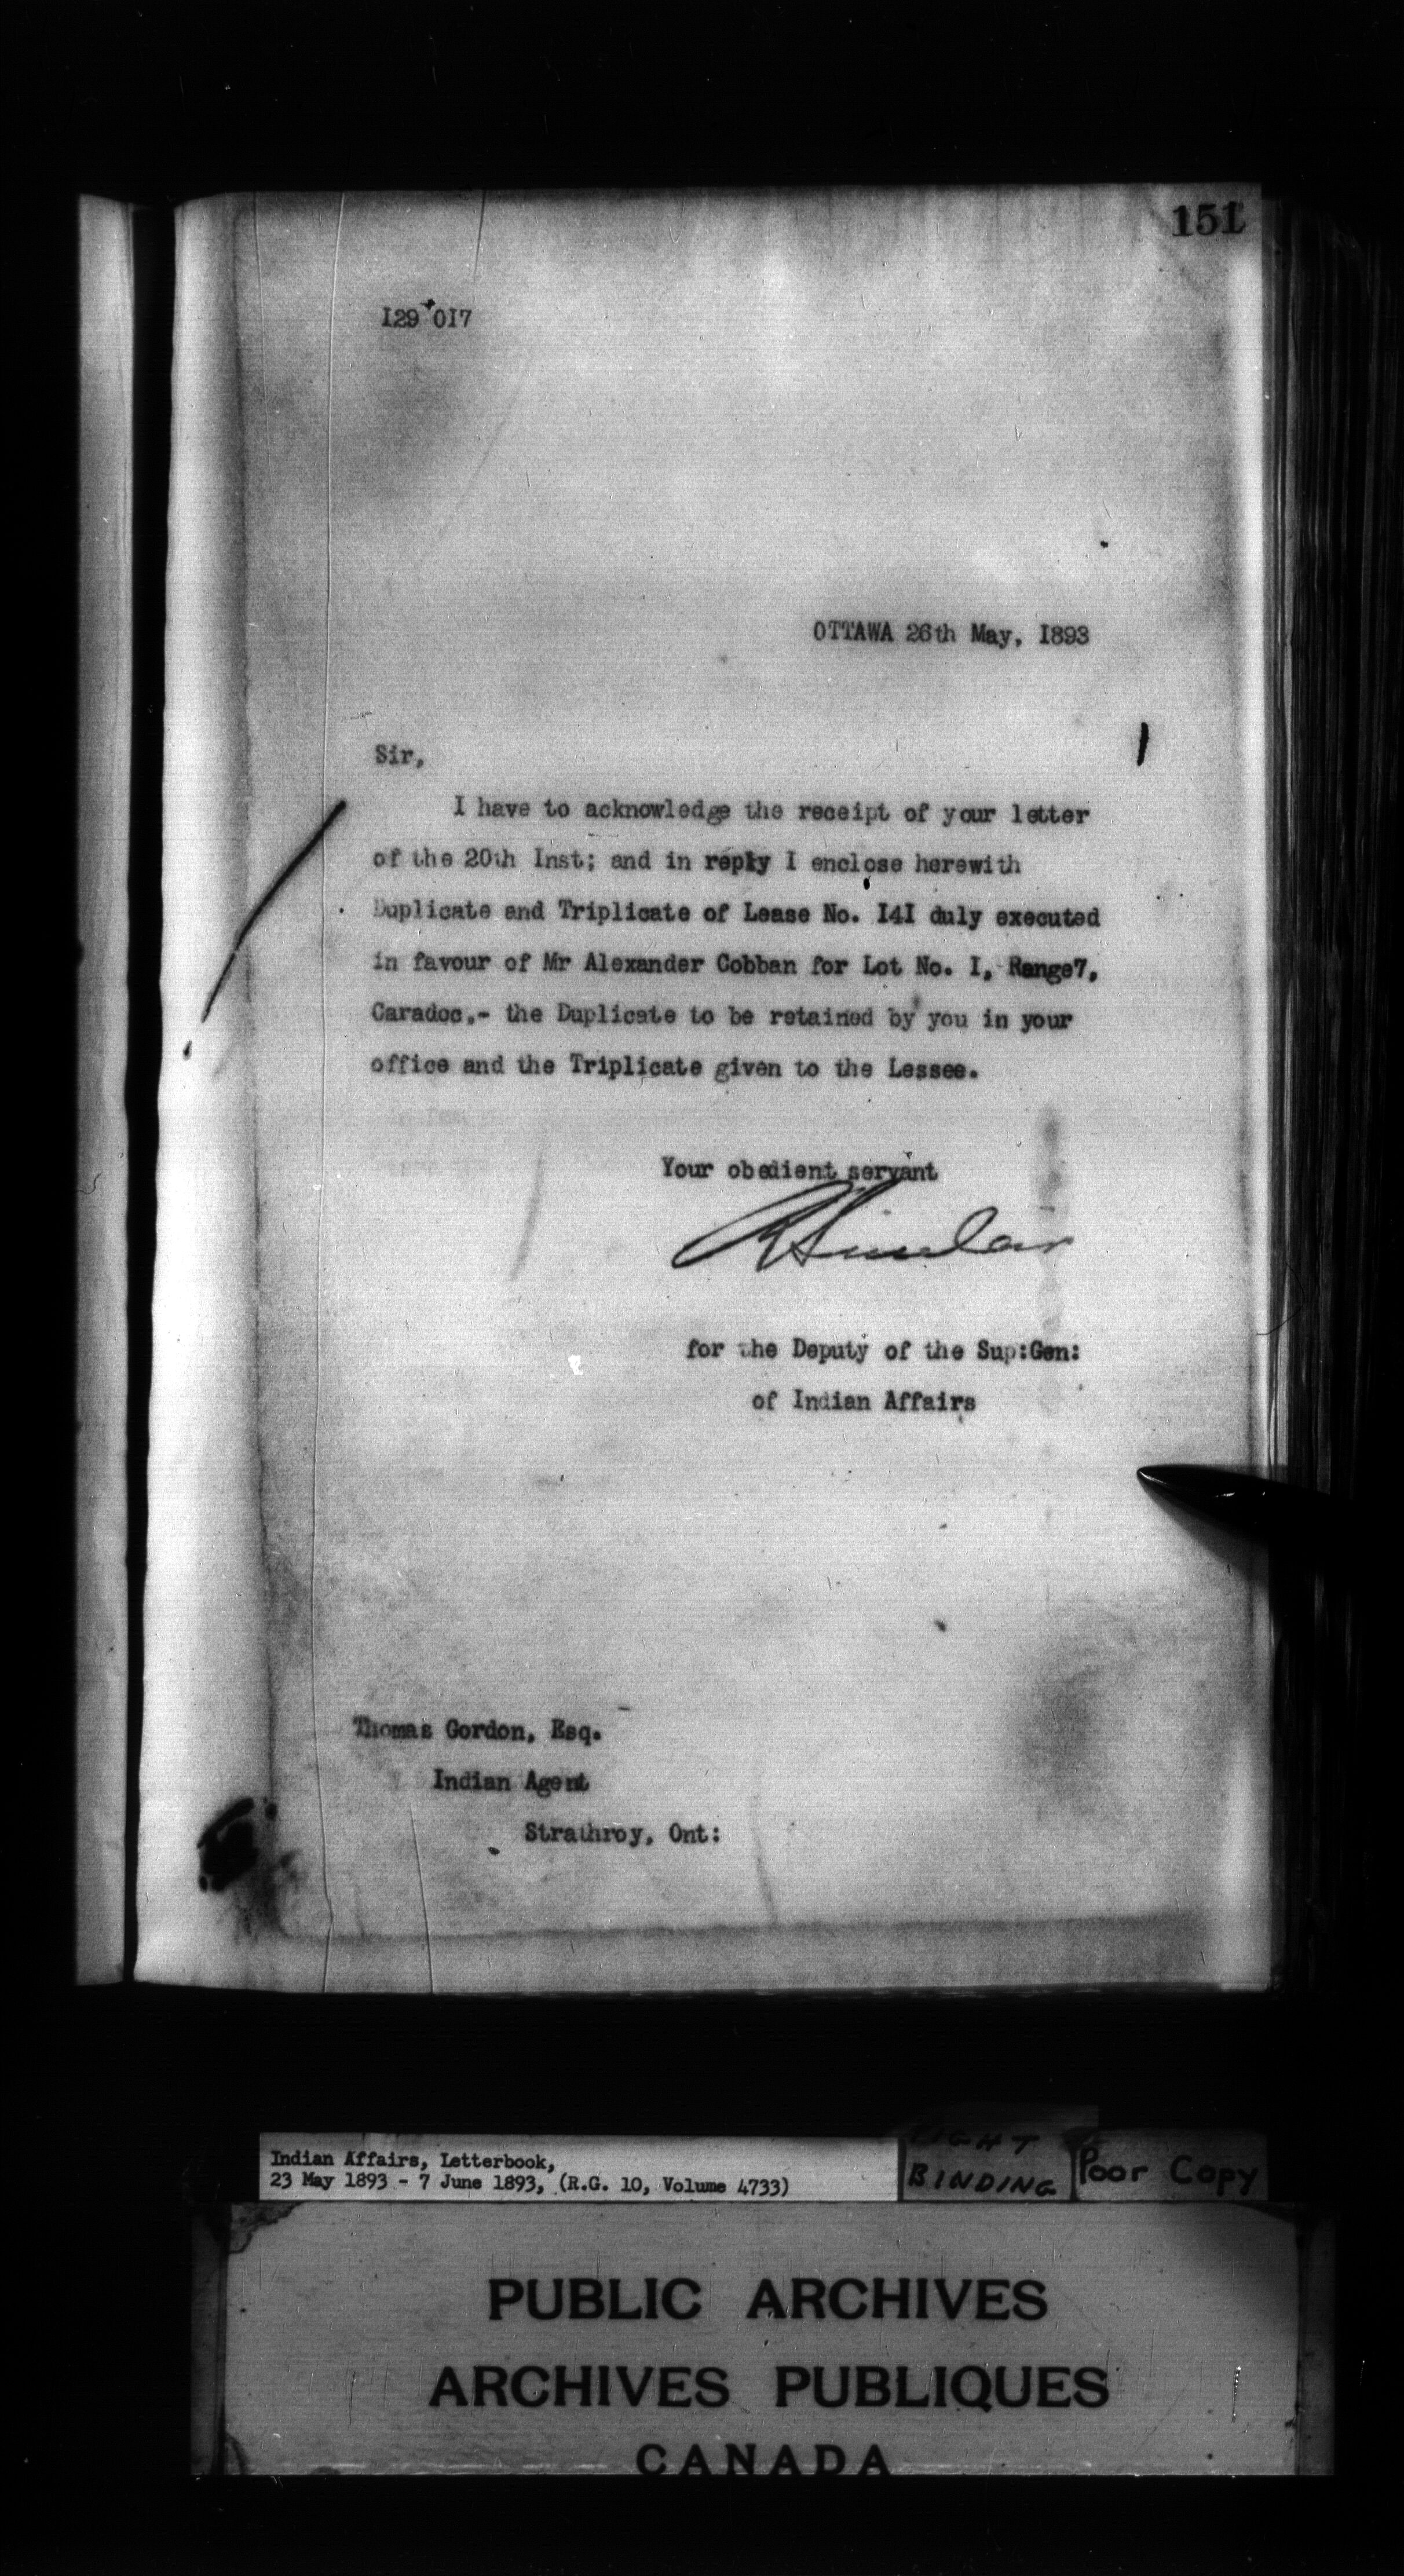 151
I29 0I7
OTTAWA 26th May, I893
Sir,
I have to acknowledge the receipt of your letter
of the 20th Inst; and in reply I enclose herewith
Duplicate and Triplicate of Lease No. I4I duly executed
in favour of Mr Alexander Cobban for Lot No. I, Range7,
Caradoc.- the Duplicate to be retained by you in your
office and the Triplicate given to the Lessee.
Your obedient servant
Sinclair
for the Deputy of the Sup:Gen:
of Indian Affairs
Thomas Gordon, Esq.
Indian Agent
Strathroy, Ont:
Indian Affairs, Letterbook,
23 May 1893 - 7 June 1893, (R.G. 10, Volume 4733)
BINDING
Poor Copy
PUBLIC ARCHIVES
ARCHIVES PUBLIQUES
CANADA